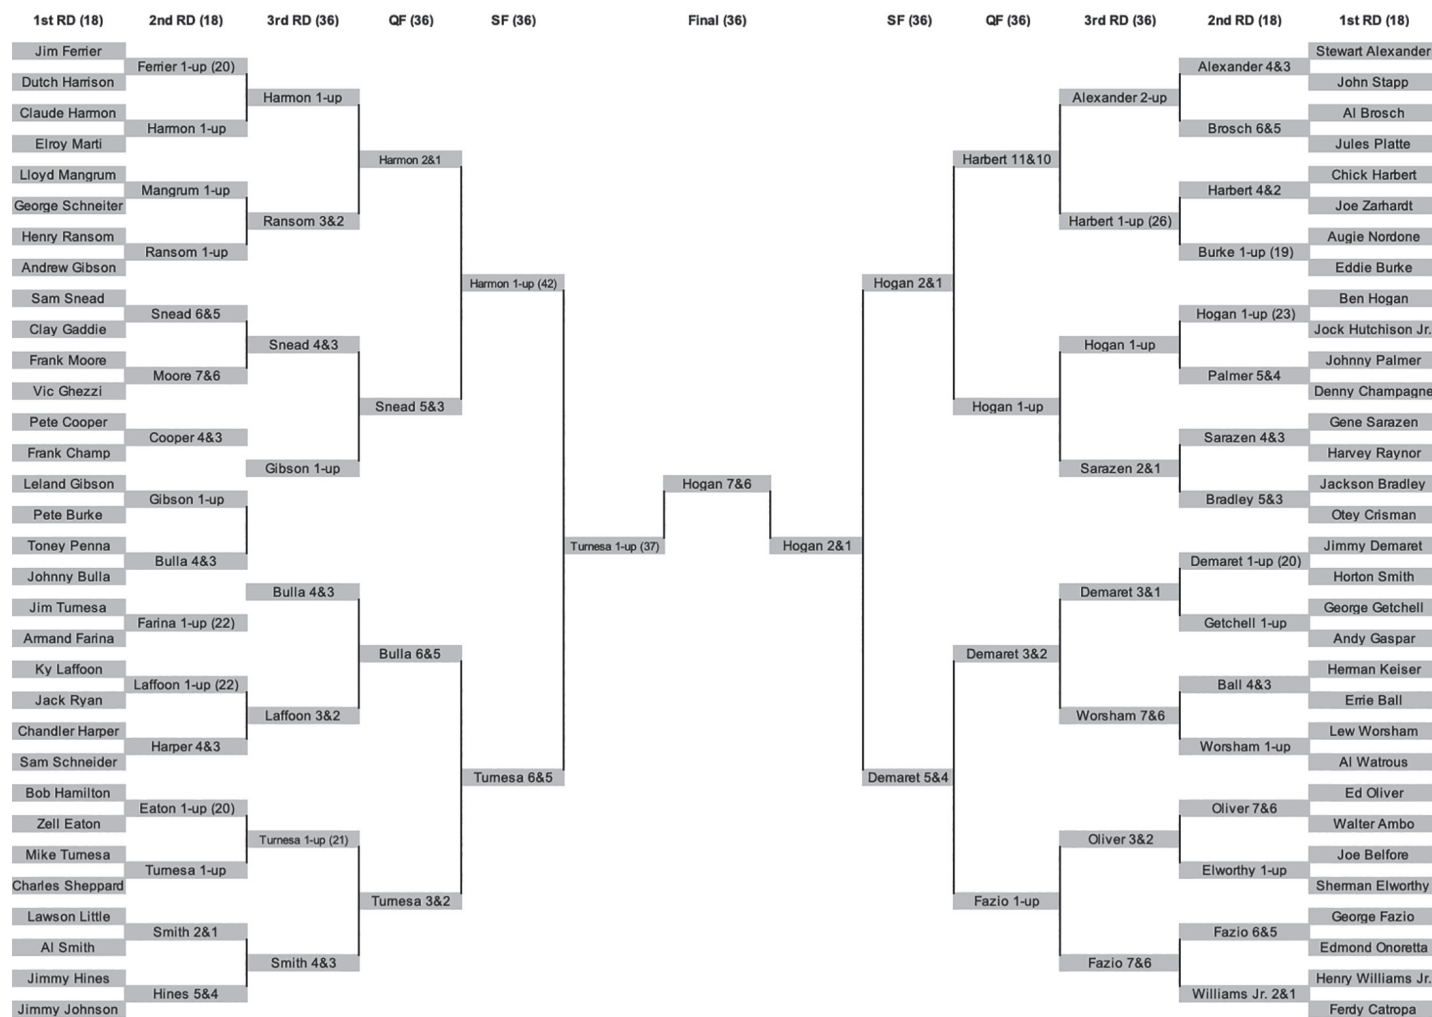 1st RD (18) 2nd RD (18) 3rd RD (36) QF (36) SF (36) Final (36) SF (36) QF (36) 3rd RD (36) 2nd RD (18) 1st RD (18)
Jim Ferrier Stewart Alexander
Ferrier 1-up (20) Alexander 4&3
Dutch Harrison John Stapp
Harmon 1-up Alexander 2-up
Claude Harmon Al Brosch
Harmon 1-up Brosch 6&5
Elroy Marti Jules Platte
Harmon 2&1 Harbert 11&10
Lloyd Mangrum Chick Harbert
Mangrum 1-up Harbert 4&2
George Schneiter Joe Zarhardt
Ransom 3&2 Harbert 1-up (26)
Henry Ransom Augie Nordone
Ransom 1-up Burke 1-up (19)
Andrew Gibson Eddie Burke
Harmon 1-up (42) Hogan 2&1
Sam Snead Ben Hogan
Snead 6&5 Hogan 1-up (23)
Clay Gaddie Jock Hutchison Jr.
Snead 4&3 Hogan 1-up
Frank Moore Johnny Palmer
Moore 7&6 Palmer 5&4
Vic Ghezzi Denny Champagne
Snead 5&3 Hogan 1-up
Pete Cooper Gene Sarazen
Cooper 4&3 Sarazen 4&3
Frank Champ Harvey Raynor
Gibson 1-up Sarazen 2&1
Leland Gibson Hogan 7&6 Jackson Bradley
Gibson 1-up Bradley 5&3
Pete Burke Otey Crisman
Toney Penna Turnesa 1-up (37) Hogan 2&1 Jimmy Demaret
Bulla 4&3 Demaret 1-up (20)
Johnny Bulla Horton Smith
Bulla 4&3 Demaret 3&1
Jim Turnesa George Getchell
Farina 1-up (22) Getchell 1-up
Armand Farina Andy Gaspar
Bulla 6&5 Demaret 3&2
Ky Laffoon Herman Keiser
Laffoon 1-up (22) Ball 4&3
Jack Ryan Errie Ball
Laffoon 3&2 Worsham 7&6
Chandler Harper Lew Worsham
Harper 4&3 Worsham 1-up
Sam Schneider Al Watrous
Turnesa 6&5 Demaret 5&4
Bob Hamilton Ed Oliver
Eaton 1-up (20) Oliver 7&6
Zell Eaton Walter Ambo
Turnesa 1-up (21) Oliver 3&2
Mike Turnesa Joe Belfore
Turnesa 1-up Elworthy 1-up
Charles Sheppard Sherman Elworthy
Turnesa 3&2 Fazio 1-up
Lawson Little George Fazio
Smith 2&1 Fazio 6&5
Al Smith Edmond Onoretta
Smith 4&3 Fazio 7&6
Jimmy Hines Henry Williams Jr.
Hines 5&4 Williams Jr. 2&1
Jimmy Johnson Ferdy Catropa